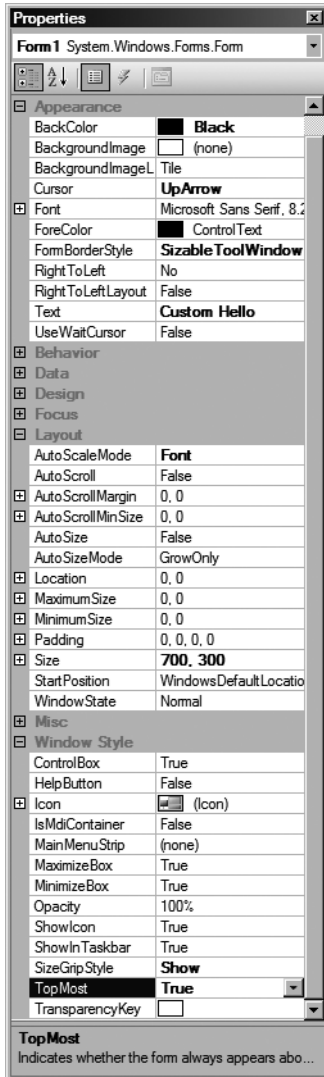 Properties
Form1 System.Windows.Forms.Form
Appearance
BackColor Black
BackgroundImage (none)
BackgroundImageL Tile
Cursor UpArrow
Font Microsoft Sans Serif, 8.2
ForeColor ControlText
FormBorderStyle SizableToolWindow
RightToLeft No
RightToLeftLayout False
Text Custom Hello
UseWaitCursor False
Behavior
Data
Design
Focus
Layout
AutoScaleMode Font
AutoScroll False
AutoScrollMargin 0, 0
AutoScrollMinSize 0, 0
AutoSize False
AutoSizeMode GrowOnly
Location 0, 0
MaximumSize 0, 0
MinimumSize 0, 0
Padding 0, 0, 0, 0
Size 700, 300
StartPosition WindowsDefaultLocatio
WindowState Normal
Misc
Window Style
ControlBox True
HelpButton False
Icon (Icon)
IsMdiContainer False
MainMenuStrip (none)
MaximizeBox True
MinimizeBox True
Opacity 100%
ShowIcon True
ShowInTaskbar True
SizeGripStyle Show
TopMost True
TransparencyKey
TopMost
Indicates whether the form always appears abo...